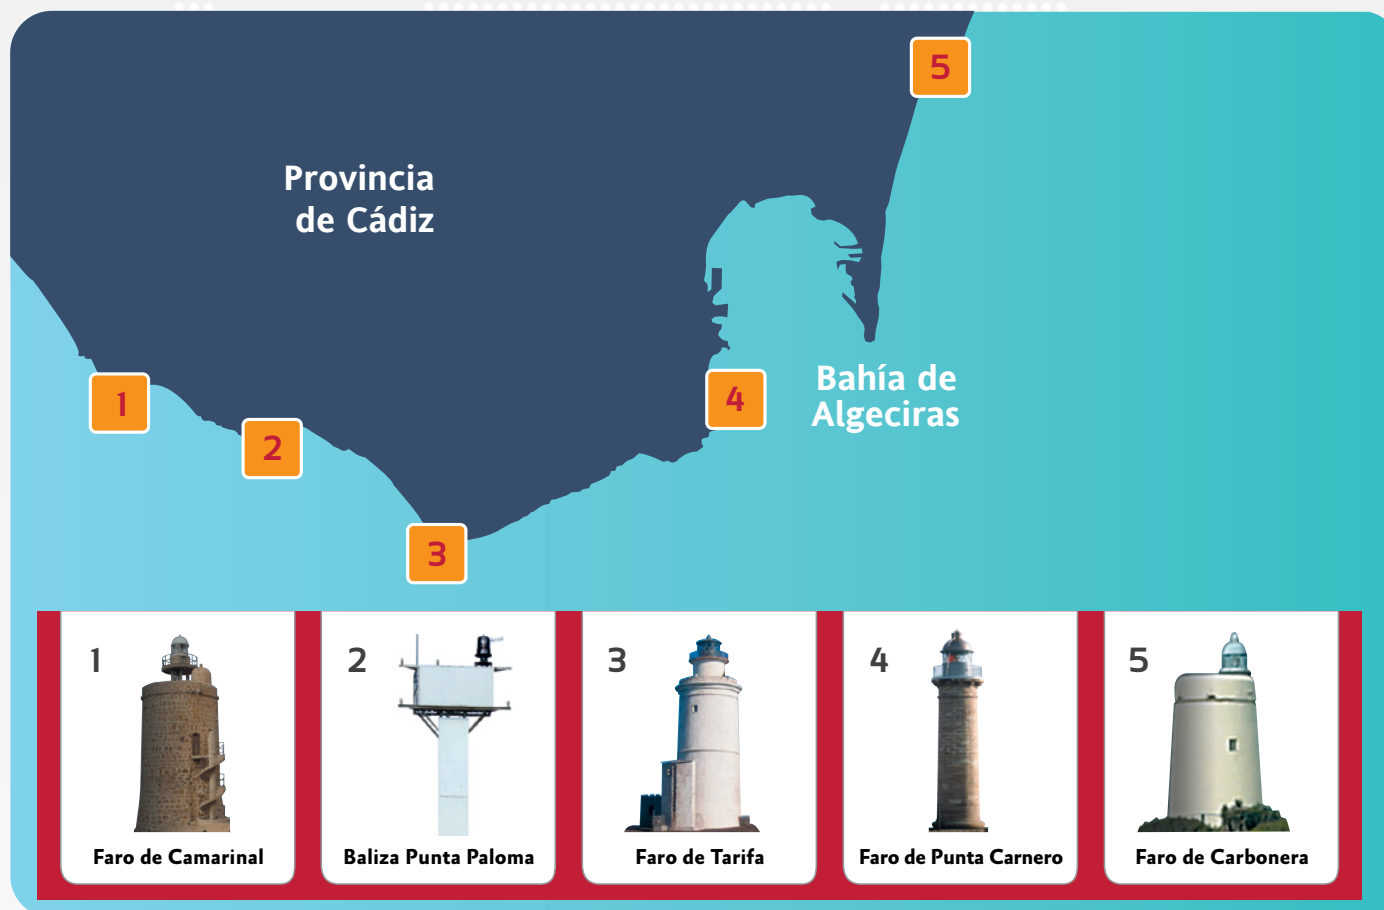 5
Provincia
de Cádiz
1
2
3
4
Bahía de
Algeciras
1
2
3
4
5
Faro de Camarinal
Baliza Punta Paloma
Faro de Tarifa
Faro de Punta Carnero
Faro de Carbonera